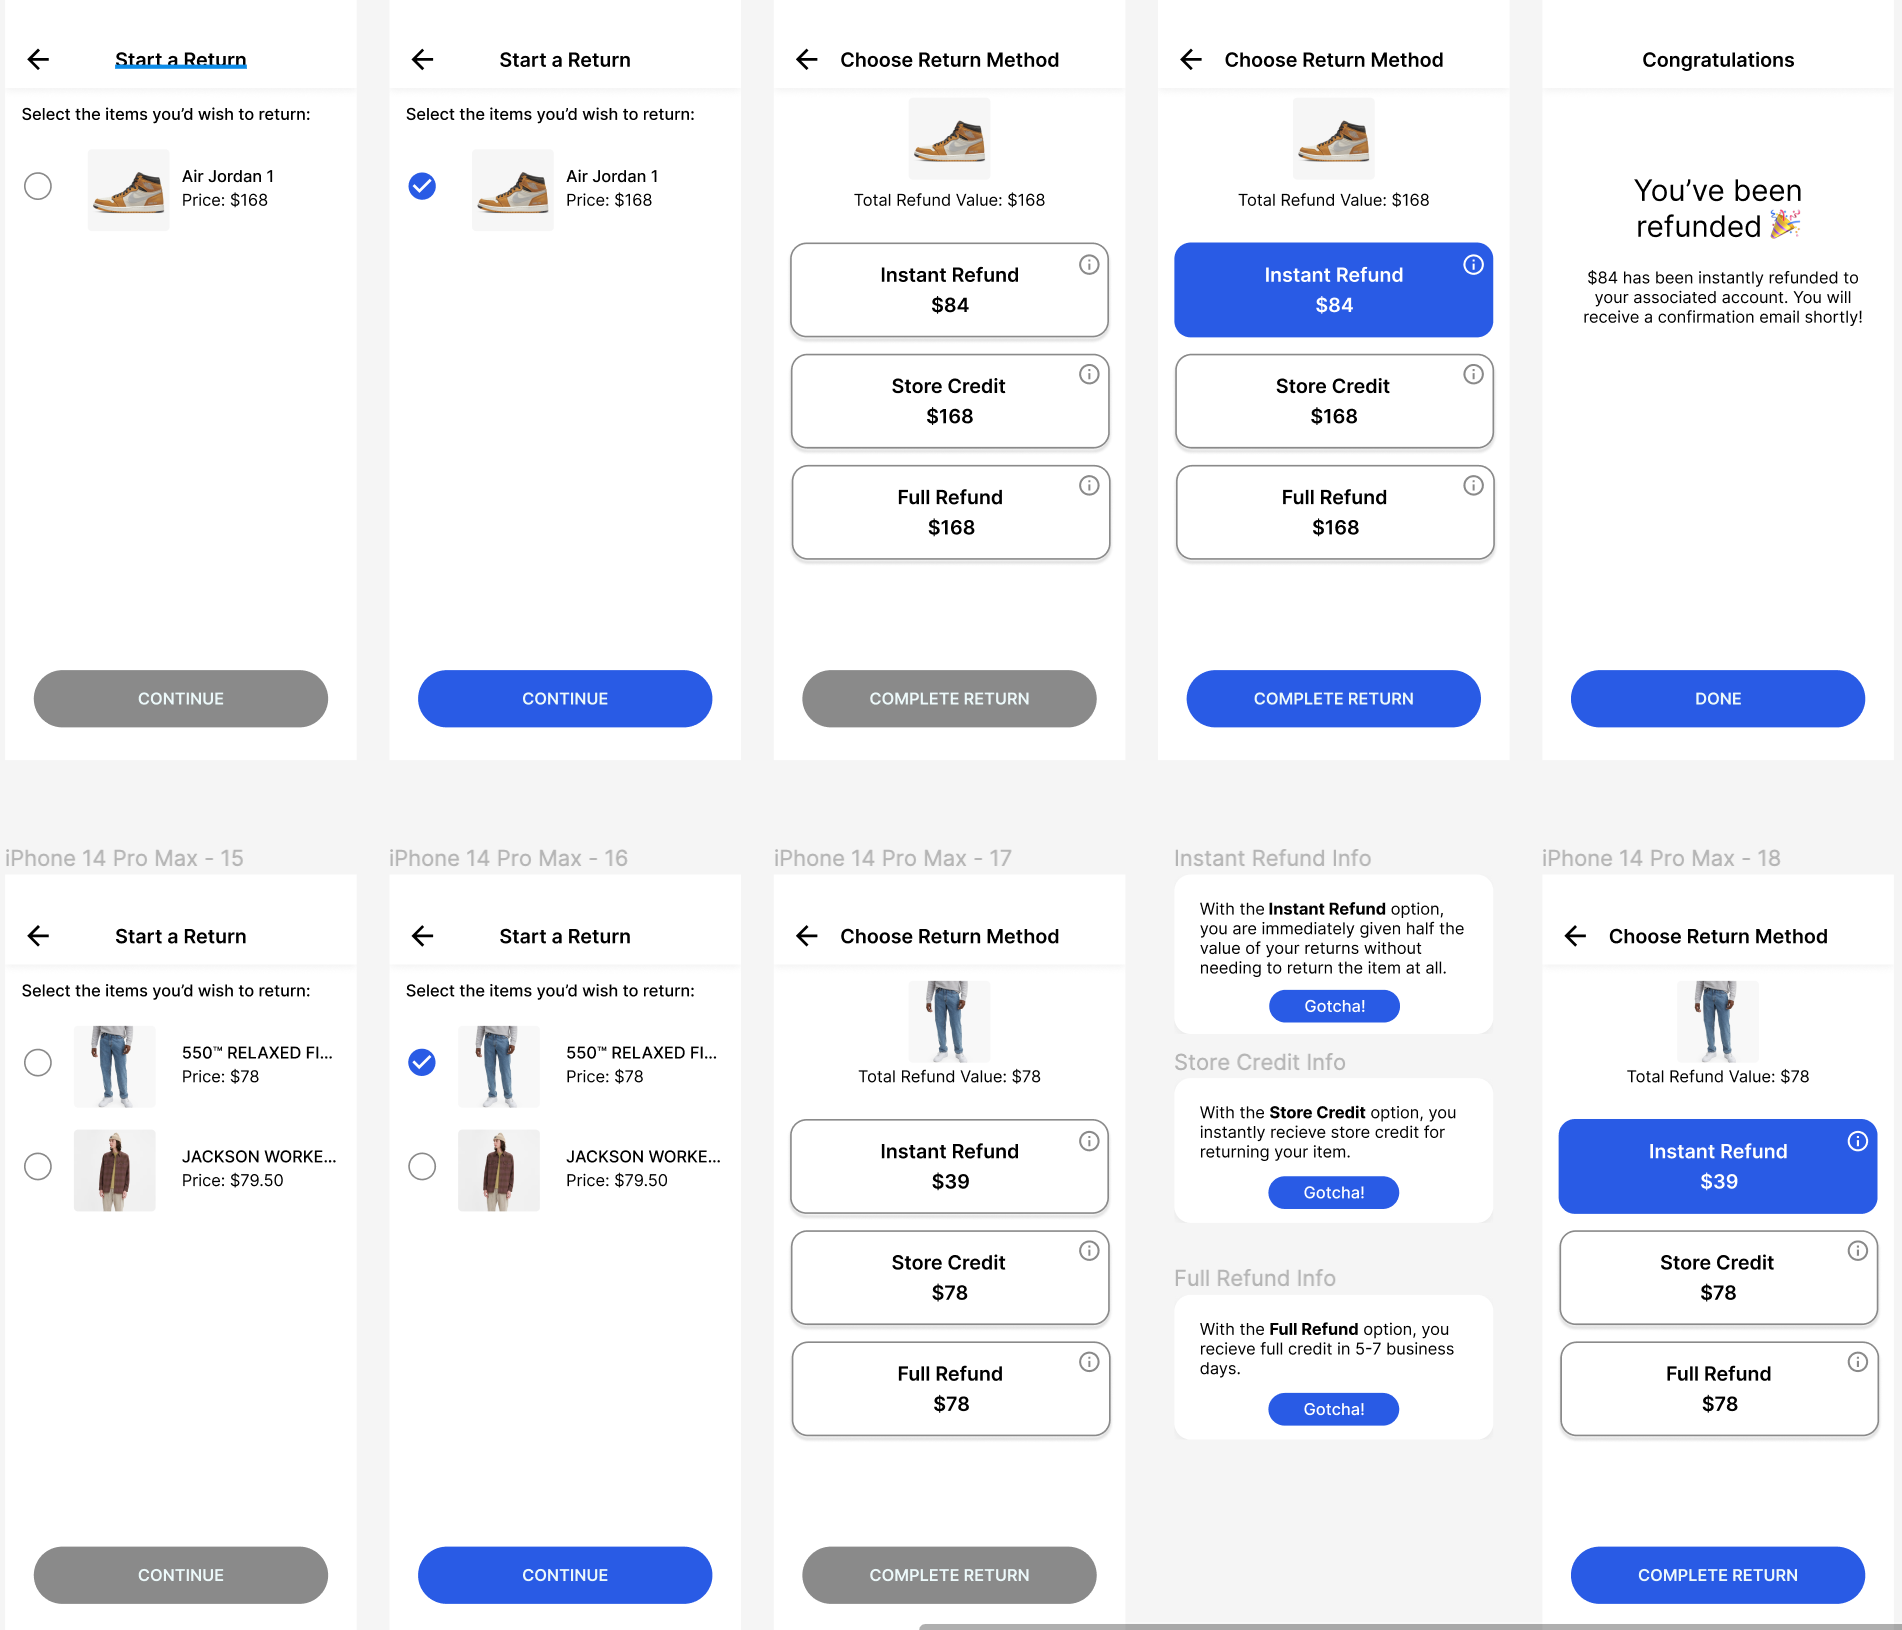 Start a Return
Select the items you’d wish to return:
Air Jordan 1
Price: $168
CONTINUE
Start a Return
Select the items you’d wish to return:
Air Jordan 1
Price: $168
CONTINUE
Choose Return Method
Total Refund Value: $168
Instant Refund
$84
Store Credit
$168
Full Refund
$168
COMPLETE RETURN
Choose Return Method
Total Refund Value: $168
Instant Refund
$84
Store Credit
$168
Full Refund
$168
COMPLETE RETURN
Congratulations
You’ve been
refunded 🎉
$84 has been instantly refunded to
your associated account. You will
receive a confirmation email shortly!
DONE
iPhone 14 Pro Max - 15
Start a Return
Select the items you’d wish to return:
550™ RELAXED FI...
Price: $78
JACKSON WORKE...
Price: $79.50
CONTINUE
iPhone 14 Pro Max - 16
Start a Return
Select the items you’d wish to return:
550™ RELAXED FI...
Price: $78
JACKSON WORKE...
Price: $79.50
CONTINUE
iPhone 14 Pro Max - 17
Choose Return Method
Total Refund Value: $78
Instant Refund
$39
Store Credit
$78
Full Refund
$78
COMPLETE RETURN
Instant Refund Info
With the Instant Refund option,
you are immediately given half the
value of your returns without
needing to return the item at all.
Gotcha!
Store Credit Info
With the Store Credit option, you
instantly recieve store credit for
returning your item.
Gotcha!
Full Refund Info
With the Full Refund option, you
recieve full credit in 5-7 business
days.
Gotcha!
iPhone 14 Pro Max - 18
Choose Return Method
Total Refund Value: $78
Instant Refund
$39
Store Credit
$78
Full Refund
$78
COMPLETE RETURN